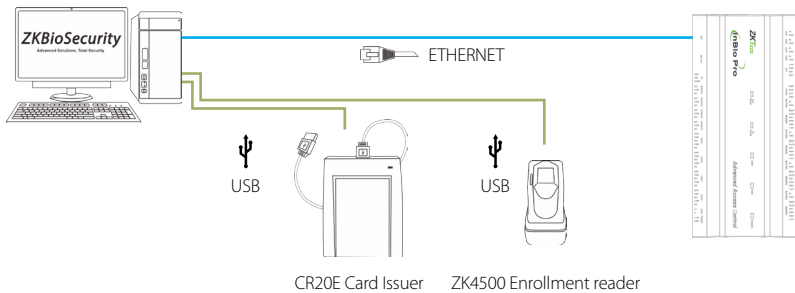 ZKBioSecurity
Advanced Solutions, Total Security
ETHERNET
ZKTeco
inBio Pro
Advanced Access Control
USB
USB
CR20E Card Issuer
ZK4500 Enrollment reader